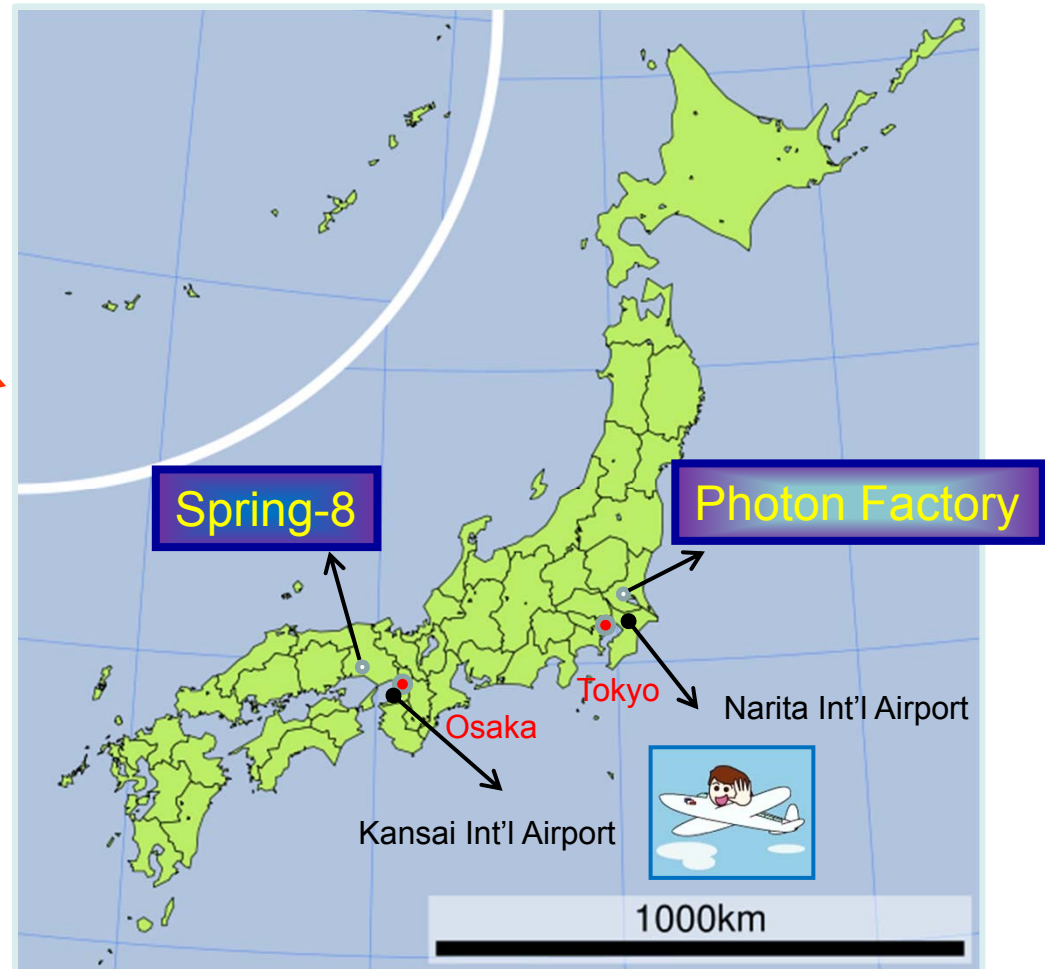 Spring-8
Photon Factory
Tokyo
Narita Int’l Airport
Osaka
Kansai Int’l Airport
1000km